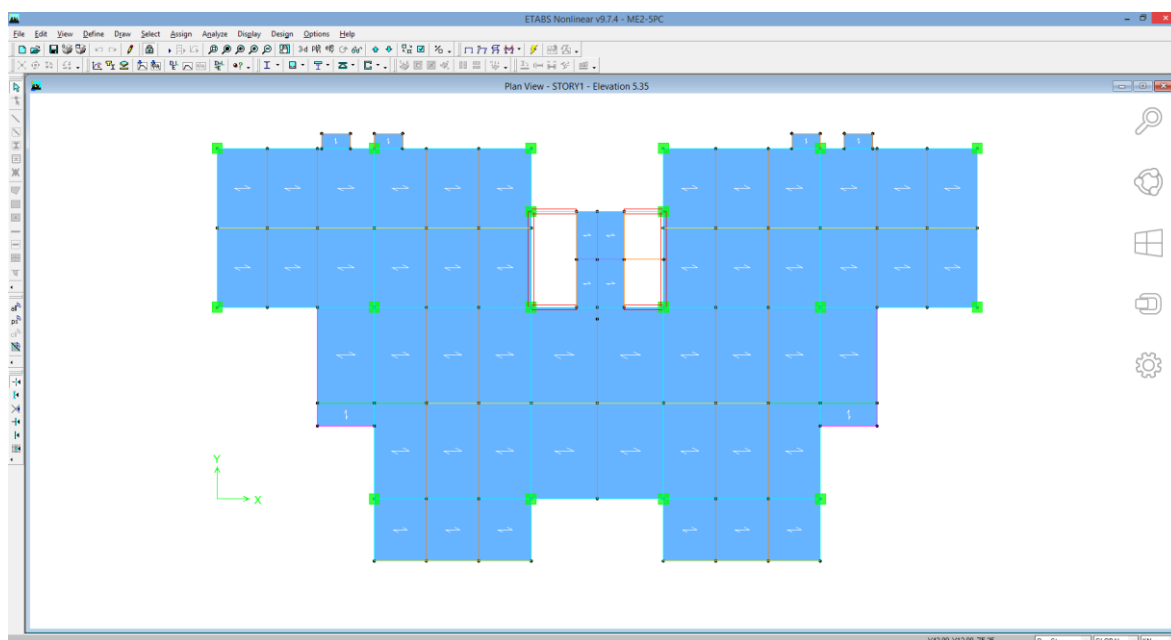 ETABS Nonlinear v9.7.4 - ME2-5PC
File Edit View Define Draw Select Assign Analyze Display Design Options Help
Plan View - STORY1 - Elevation 5.35
Y
X